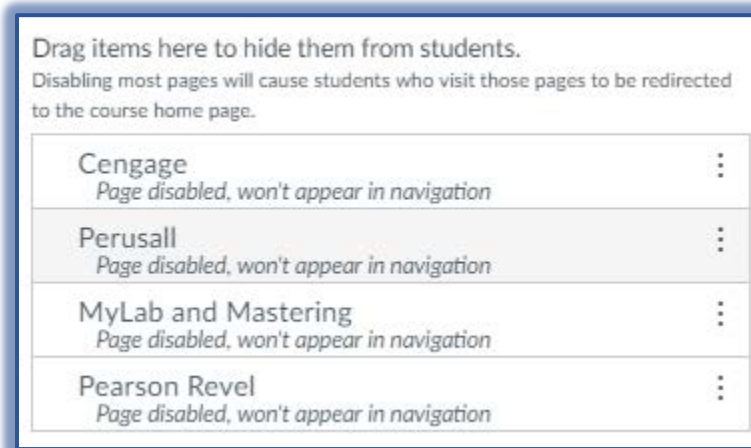 Drag items here to hide them from students.
Disabling most pages will cause students who visit those pages to be redirected
to the course home page.
Cengage
Page disabled, won't appear in navigation
Perusall
Page disabled, won't appear in navigation
MyLab and Mastering
Page disabled, won't appear in navigation
Pearson Revel
Page disabled, won't appear in navigation